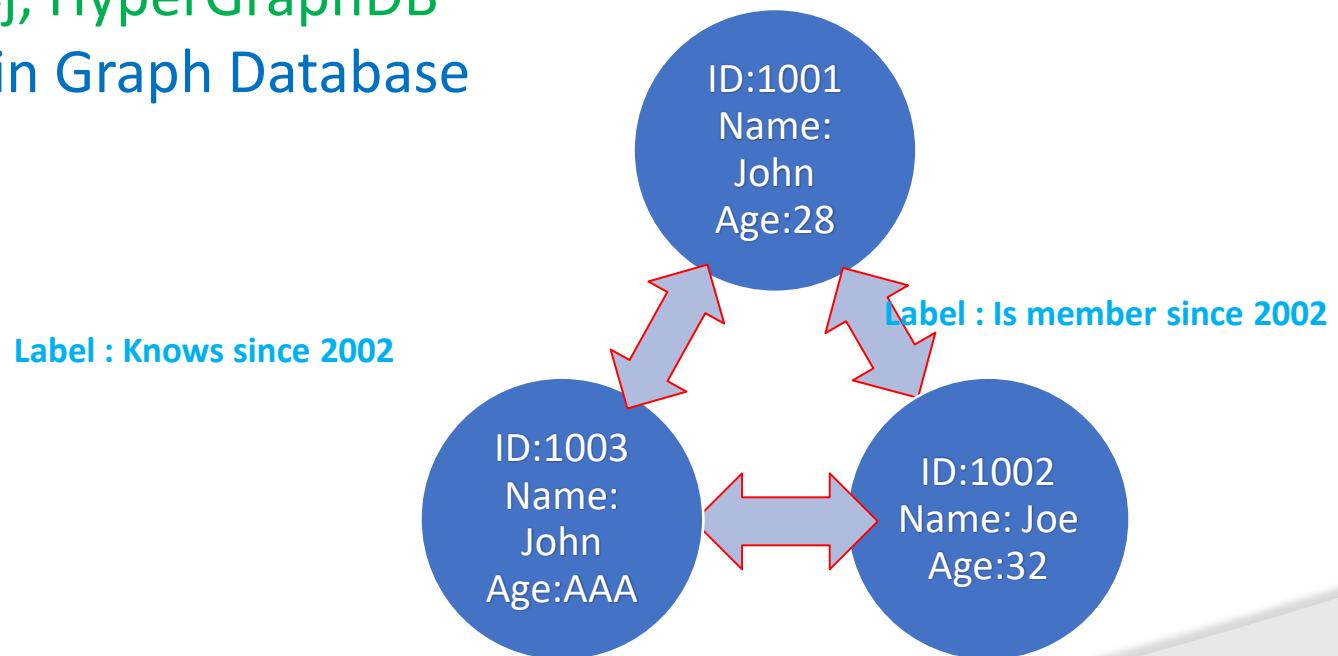 HyperGraphDB
in Graph Database
ID:1001
Name:
John
Age:28
Label : Is member since 2002
Label : Knows since 2002
ID:1003
Name:
John
Age:AAA
ID:1002
Name: Joe
Age:32